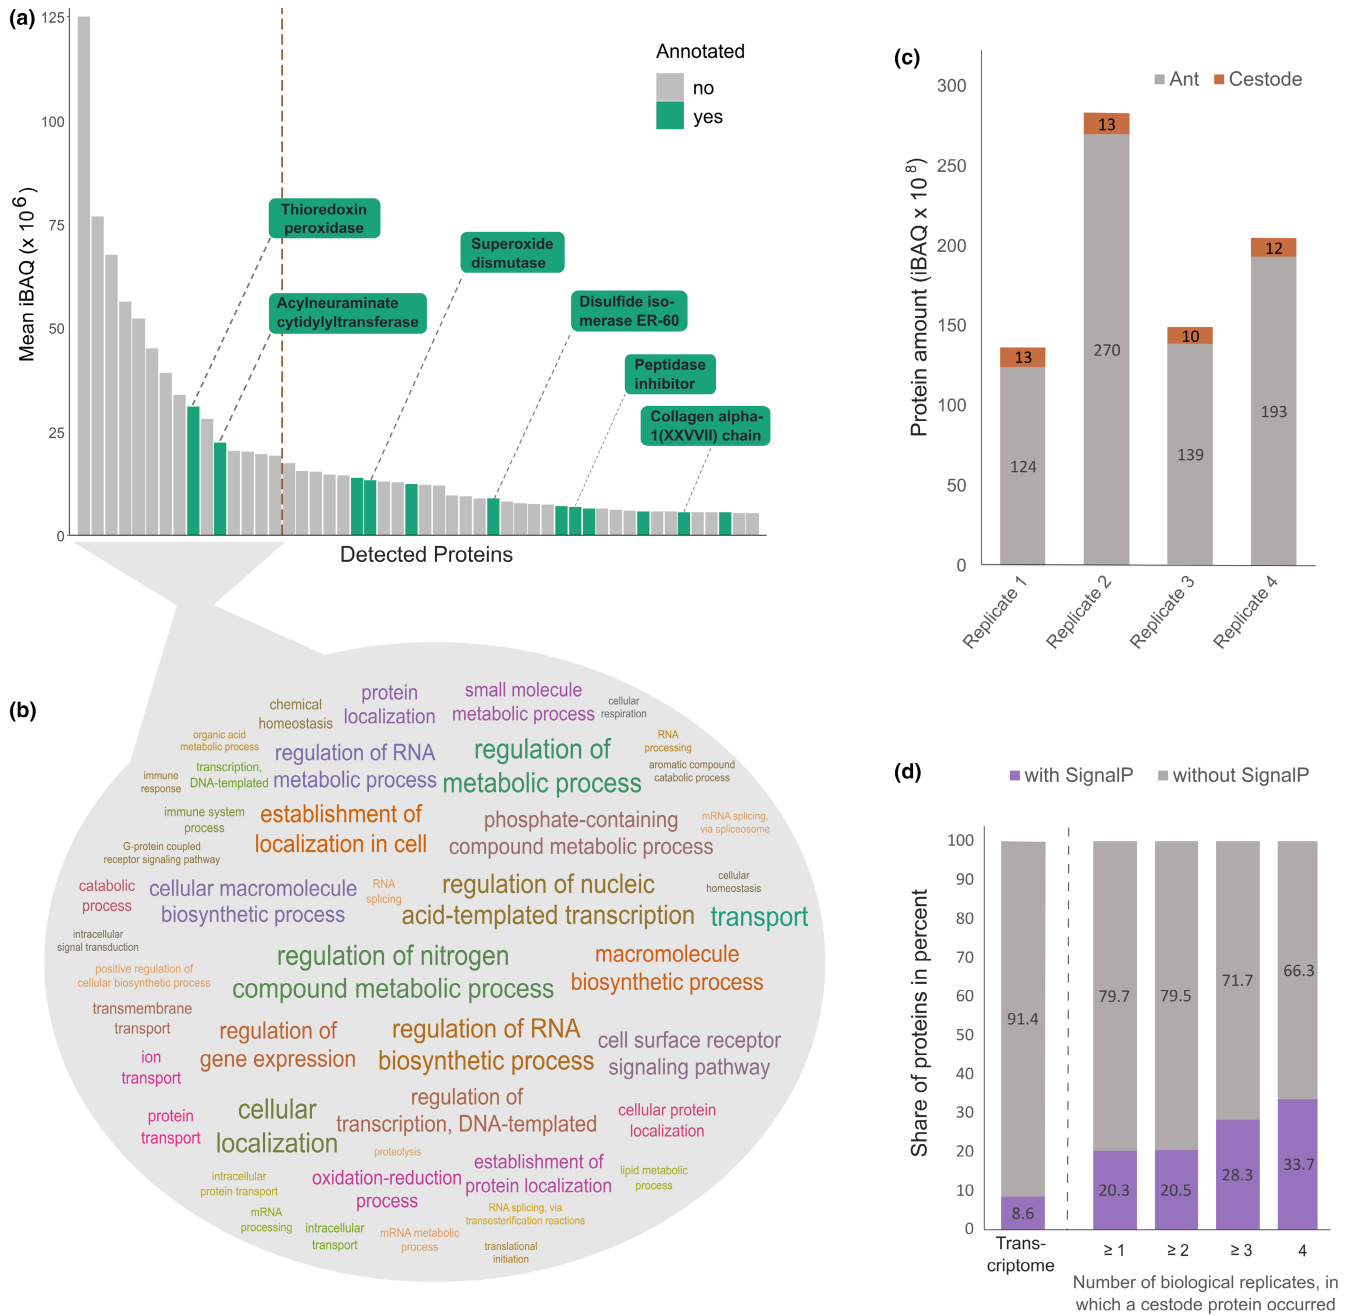 (a)
125
100
75
50
25
0
Mean iBAQ (x 10⁶)
Detected Proteins
Annotated
no
yes
Thioredoxin
peroxidase
Acylneuraminate
cytidylyltransferase
Superoxide
dismutase
Disulfide iso-
merase ER-60
Peptidase
inhibitor
Collagen alpha-
1(XXVVII) chain
(b)
chemical
homeostasis
protein
localization
small molecule
metabolic process
cellular
respiration
organic acid
metabolic process
regulation of RNA
metabolic process
regulation of
metabolic process
RNA
processing
transcription,
DNA-templated
aromatic compound
catabolic process
immune
response
immune system
process
establishment of
localization in cell
phosphate-containing
compound metabolic process
mRNA splicing,
via spliceosome
G-protein coupled
receptor signaling pathway
catabolic
process
cellular macromolecule
biosynthetic process
RNA
splicing
regulation of nucleic
acid-templated transcription
cellular
homeostasis
transport
intracellular
signal transduction
positive regulation of
cellular biosynthetic process
regulation of nitrogen
compound metabolic process
macromolecule
biosynthetic process
transmembrane
transport
regulation of
gene expression
regulation of RNA
biosynthetic process
cell surface receptor
signaling pathway
ion
transport
protein
transport
cellular
localization
regulation of
transcription, DNA-templated
cellular protein
localization
proteolysis
intracellular
protein transport
oxidation-reduction
process
establishment of
protein localization
lipid metabolic
process
mRNA
processing
intracellular
transport
mRNA metabolic
process
RNA splicing, via
transesterification reactions
translational
initiation
(c)
Ant
Cestode
300
250
200
150
100
50
0
Protein amount (iBAQ x 10⁸)
13
124
13
270
10
139
12
193
Replicate 1
Replicate 2
Replicate 3
Replicate 4
(d)
with SignalP
without SignalP
100
90
80
70
60
50
40
30
20
10
0
Share of proteins in percent
91.4
8.6
79.7
20.3
79.5
20.5
71.7
28.3
66.3
33.7
Trans-
criptome
≥ 1
≥ 2
≥ 3
4
Number of biological replicates, in
which a cestode protein occurred